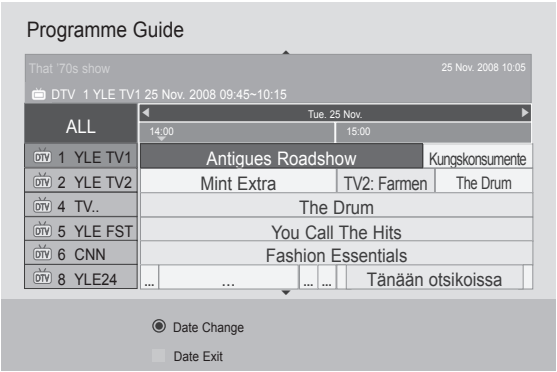 Programme Guide
That '70s show
25 Nov. 2008 10:05
DTV 1 YLE TV1 25 Nov. 2008 09:45~10:15
ALL
Tue. 25 Nov.
14:00 15:00
DTV 1 YLE TV1 Antigues Roadshow Kungskonsumente
DTV 2 YLE TV2 Mint Extra TV2: Farmen The Drum
DTV 4 TV.. The Drum
DTV 5 YLE FST You Call The Hits
DTV 6 CNN Fashion Essentials
DTV 8 YLE24 ... ... ... ... Tänään otsikoissa
Date Change
Date Exit